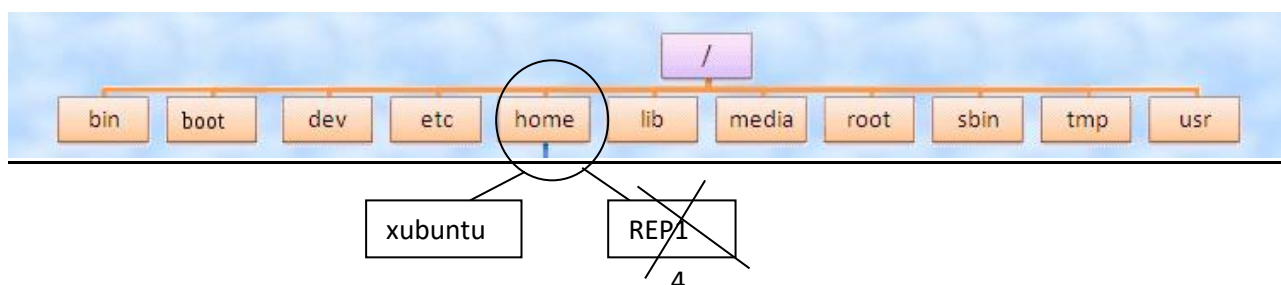 /
bin boot dev etc home lib media root sbin tmp usr
xubuntu REP1
4